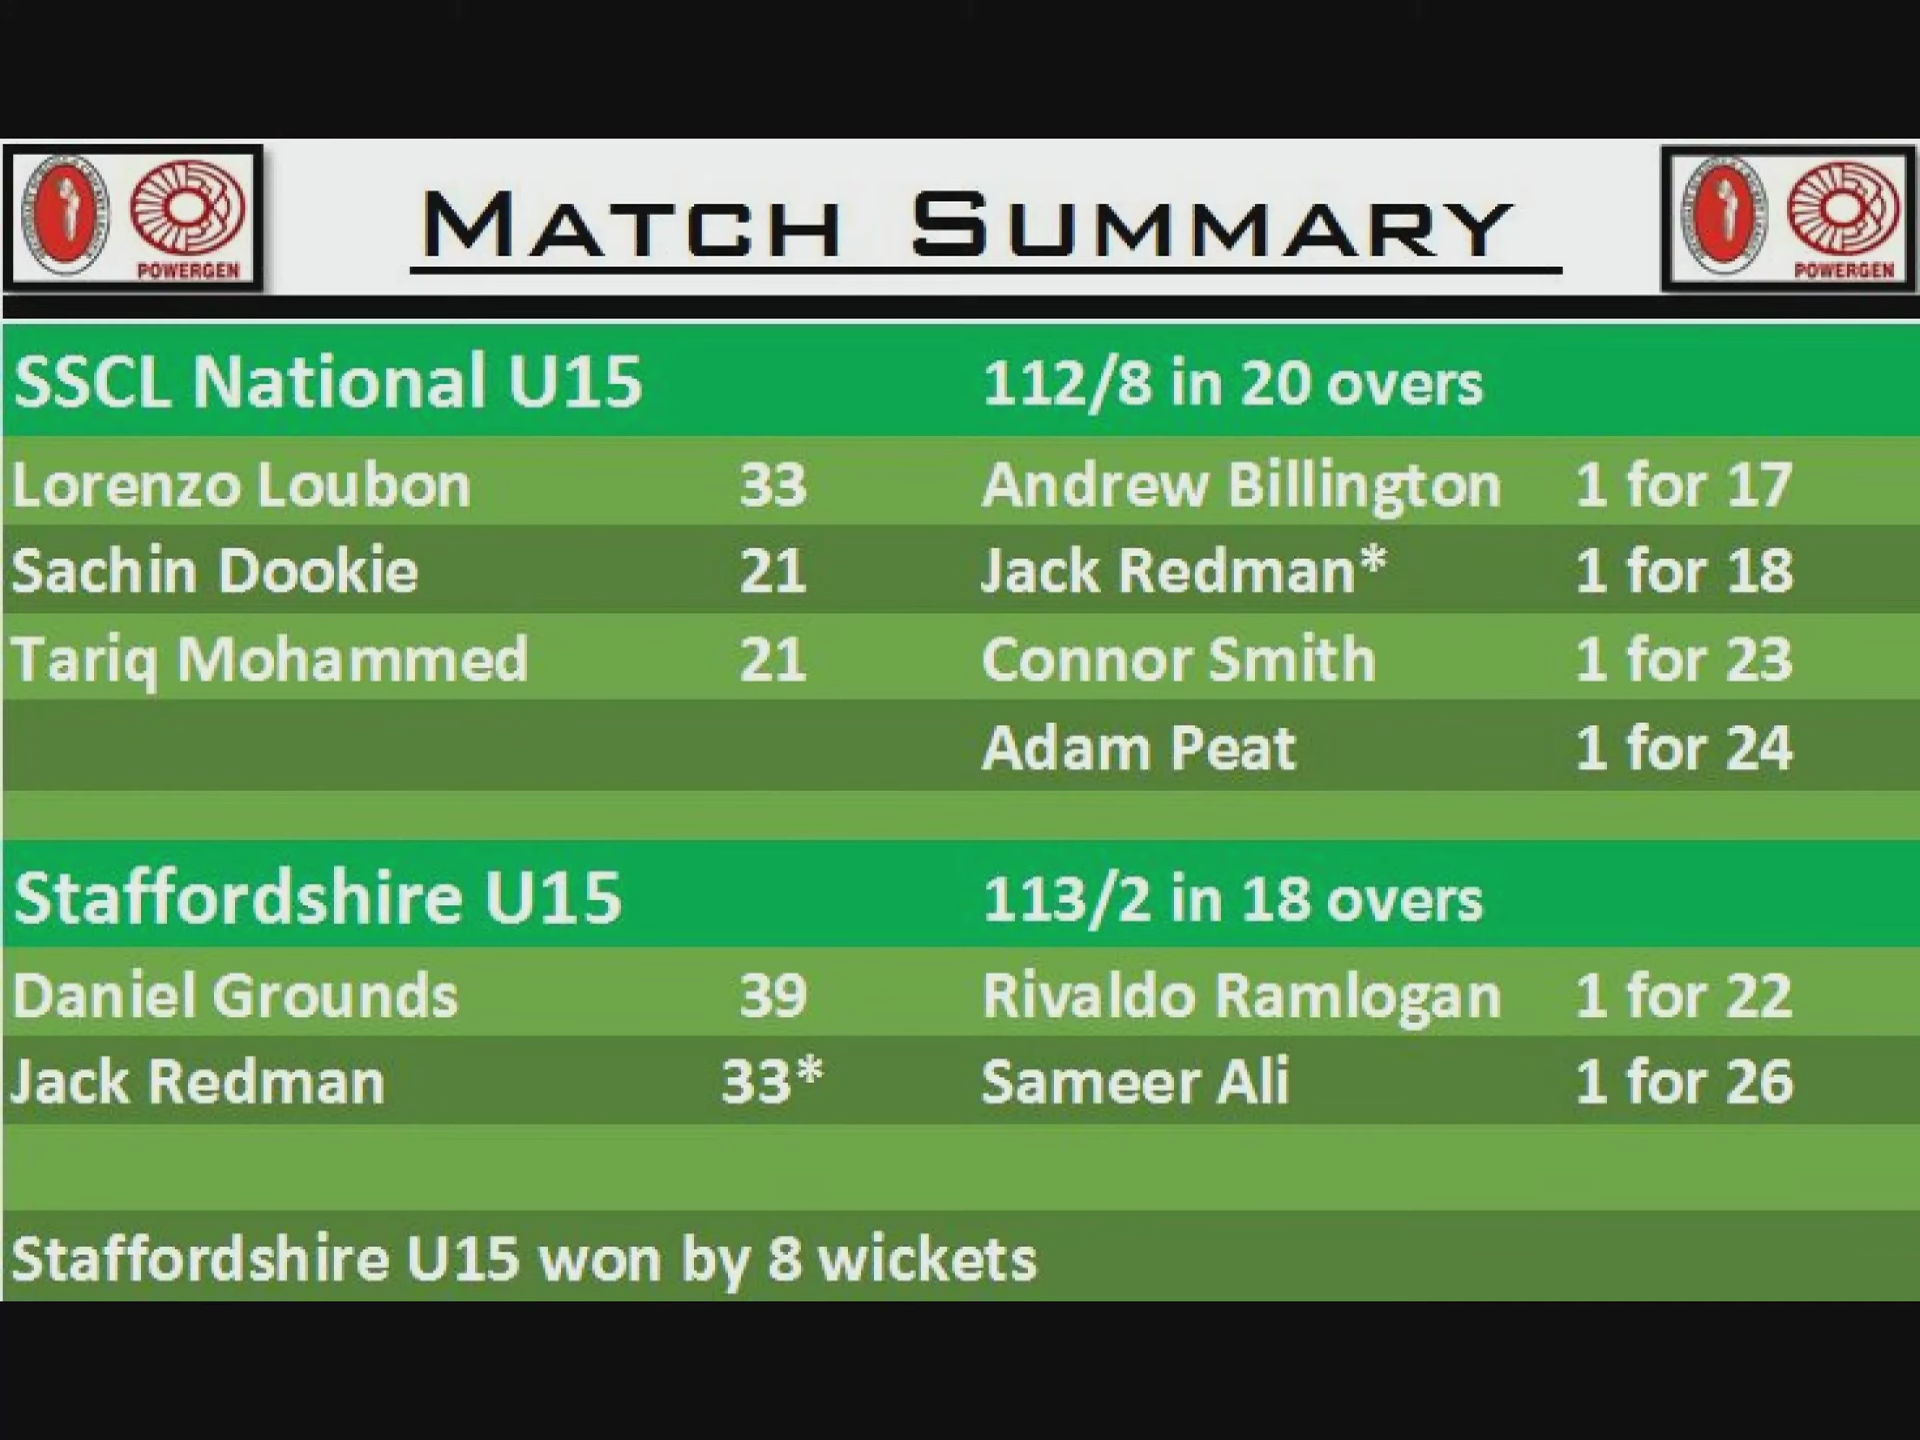 POWERGEN
MATCH SUMMARY
POWERGEN
SSCL National U15 112/8 in 20 overs
Lorenzo Loubon 33 Andrew Billington 1 for 17
Sachin Dookie 21 Jack Redman* 1 for 18
Tariq Mohammed 21 Connor Smith 1 for 23
Adam Peat 1 for 24
Staffordshire U15 113/2 in 18 overs
Daniel Grounds 39 Rivaldo Ramlogan 1 for 22
Jack Redman 33* Sameer Ali 1 for 26
Staffordshire U15 won by 8 wickets